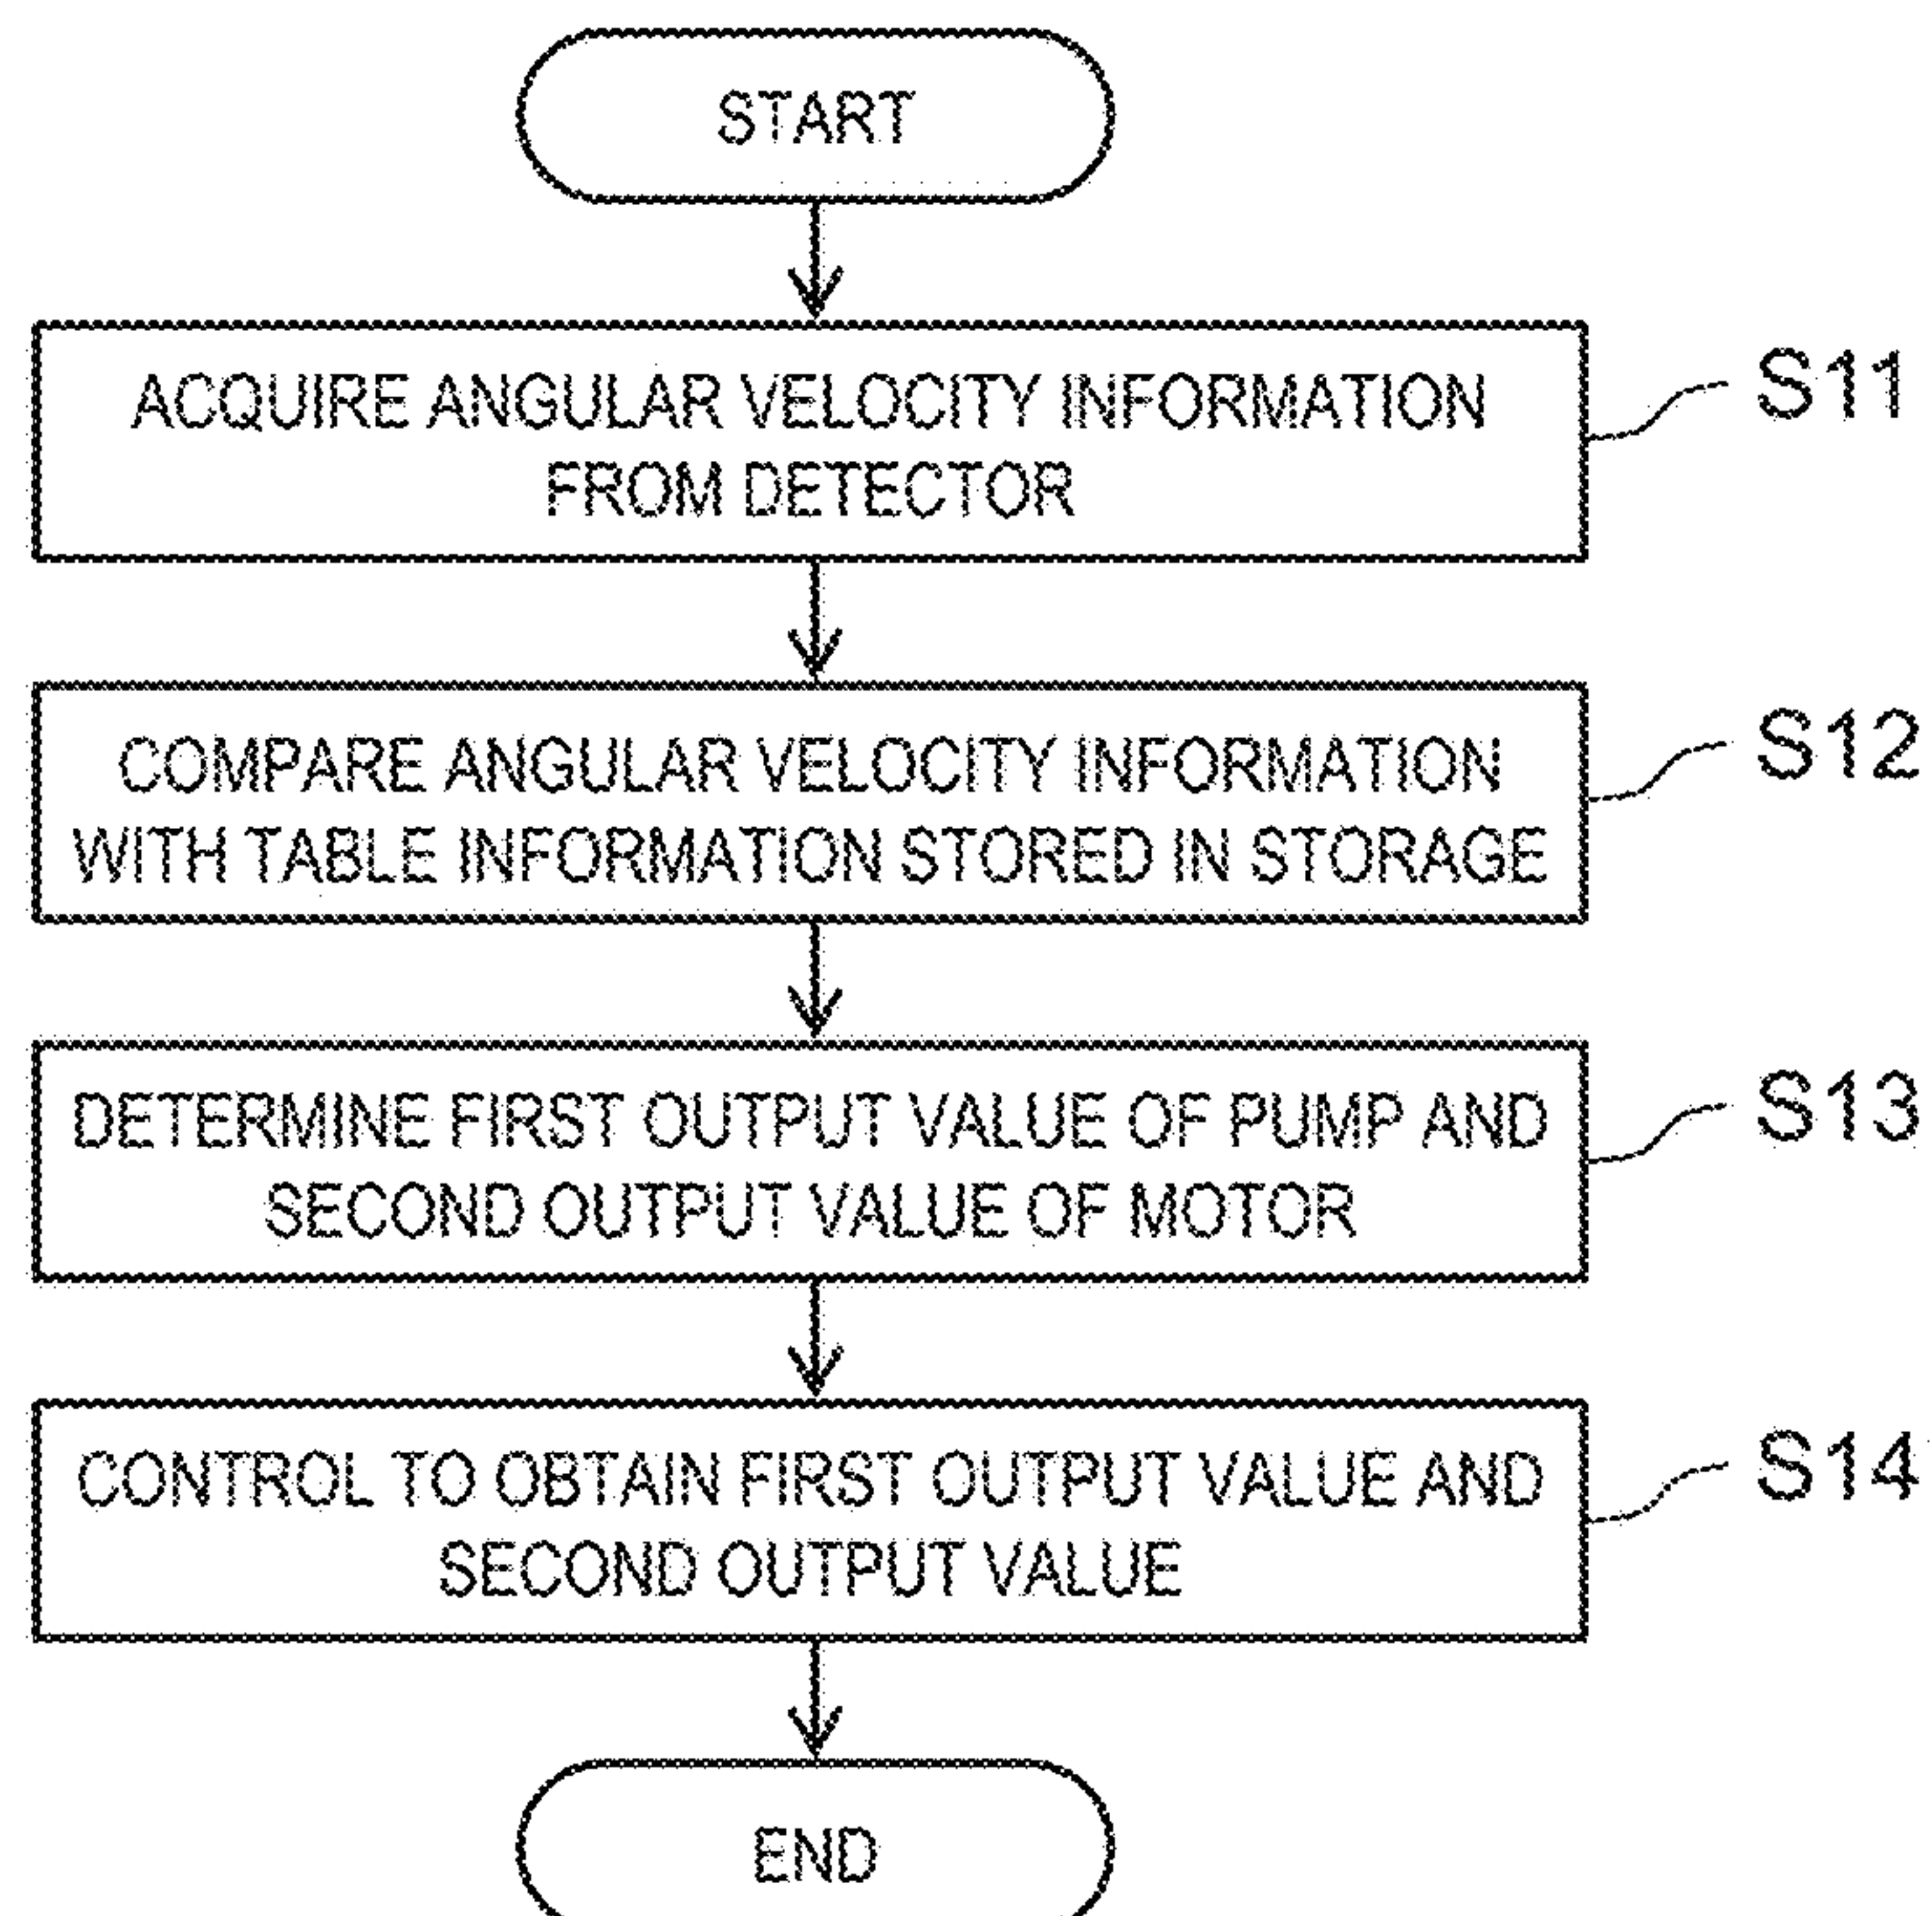 START
ACQUIRE ANGULAR VELOCITY INFORMATION
FROM DETECTOR
S11
COMPARE ANGULAR VELOCITY INFORMATION
WITH TABLE INFORMATION STORED IN STORAGE
S12
DETERMINE FIRST OUTPUT VALUE OF PUMP AND
SECOND OUTPUT VALUE OF MOTOR
S13
CONTROL TO OBTAIN FIRST OUTPUT VALUE AND
SECOND OUTPUT VALUE
S14
END